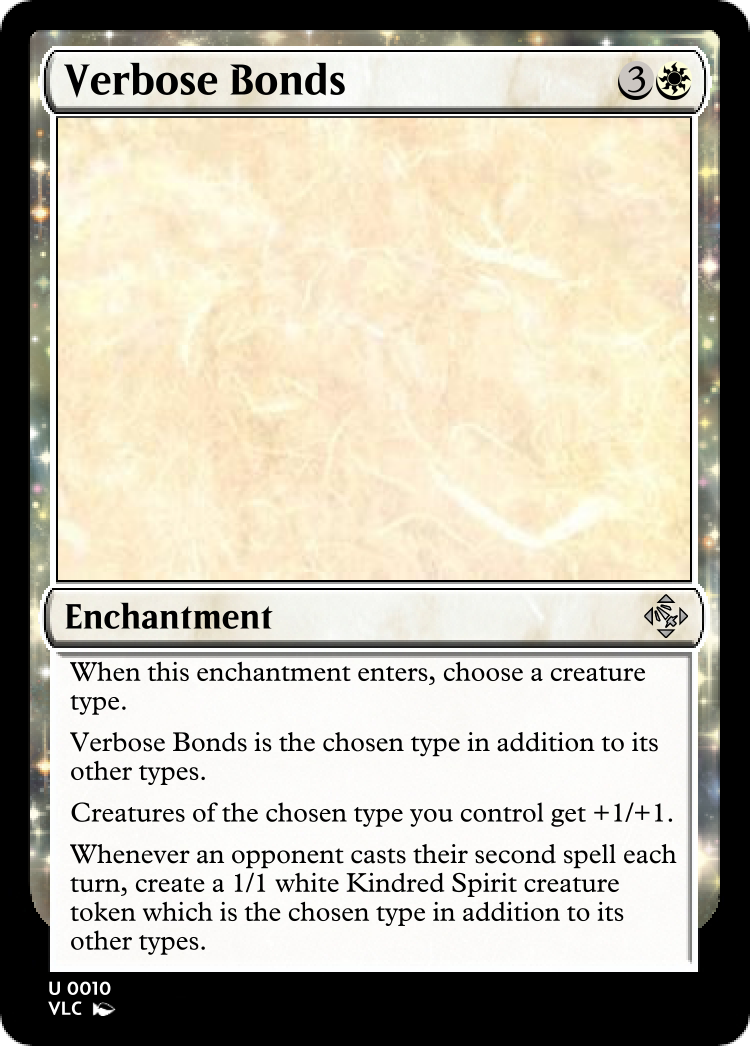 Verbose Bonds
3
Enchantment
When this enchantment enters, choose a creature
type.
Verbose Bonds is the chosen type in addition to its
other types.
Creatures of the chosen type you control get +1/+1.
Whenever an opponent casts their second spell each
turn, create a 1/1 white Kindred Spirit creature
token which is the chosen type in addition to its
other types.
U 0010
VLC